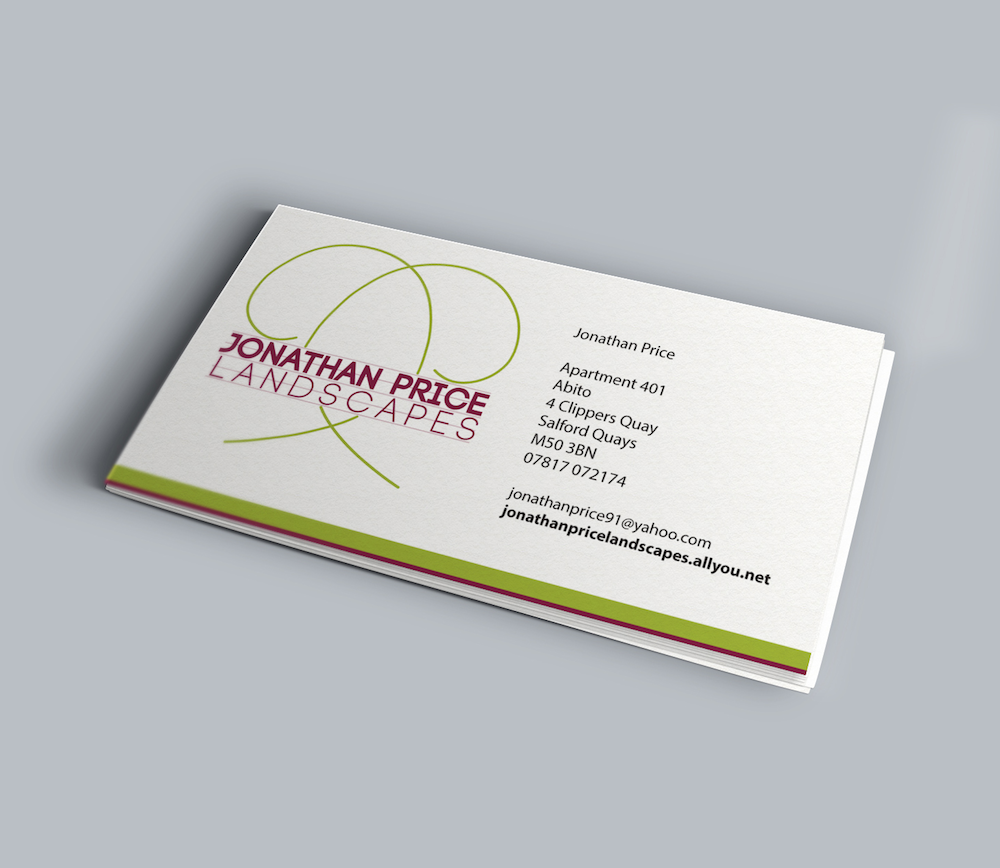 JONATHAN PRICE
LANDSCAPES
Jonathan Price
Apartment 401
Abito
4 Clippers Quay
Salford Quays
M50 3BN
07817 072174
jonathanprice91@yahoo.com
jonathanpricelandscapes.allyou.net